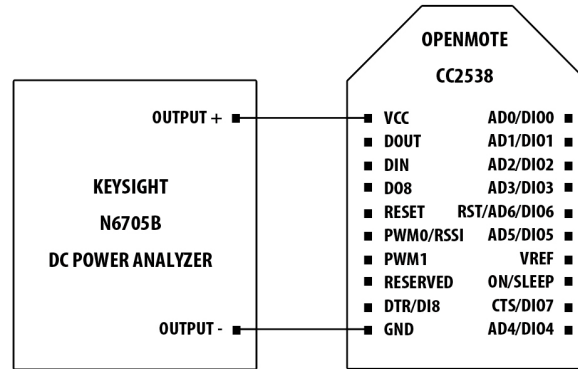 OUTPUT +
KEYSIGHT
N6705B
DC POWER ANALYZER
OUTPUT -
OPENMOTE
CC2538
VCC AD0/DIO0
DOUT AD1/DIO1
DIN AD2/DIO2
DO8 AD3/DIO3
RESET RST/AD6/DIO6
PWM0/RSSI AD5/DIO5
PWM1 VREF
RESERVED ON/SLEEP
DTR/DI8 CTS/DIO7
GND AD4/DIO4